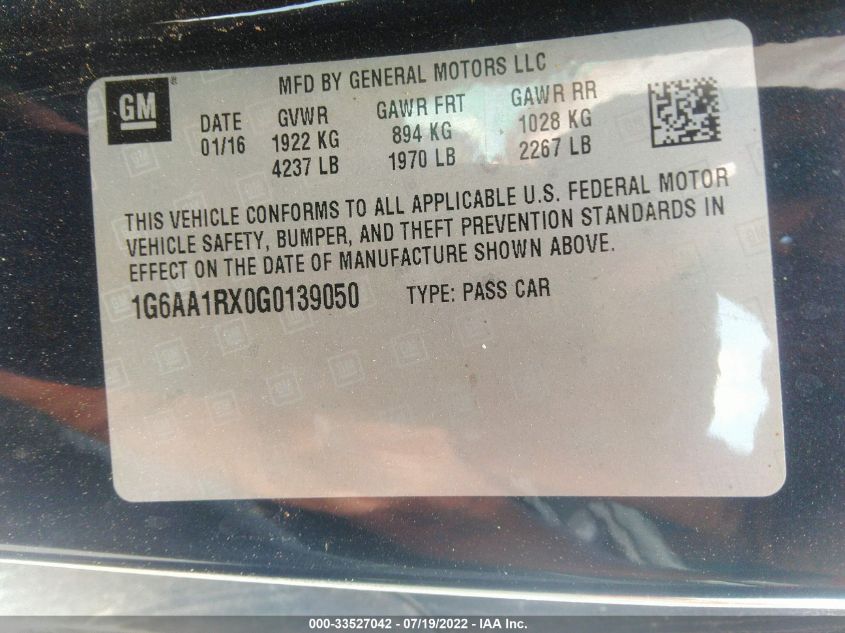 MFD BY GENERAL MOTORS LLC
GM ®
DATE GVWR GAWR FRT GAWR RR
01/16 1922 KG 894 KG 1028 KG
4237 LB 1970 LB 2267 LB
THIS VEHICLE CONFORMS TO ALL APPLICABLE U.S. FEDERAL MOTOR
VEHICLE SAFETY, BUMPER, AND THEFT PREVENTION STANDARDS IN
EFFECT ON THE DATE OF MANUFACTURE SHOWN ABOVE.
1G6AA1RX0G0139050 TYPE: PASS CAR
000-33527042 - 07/19/2022 - IAA Inc.